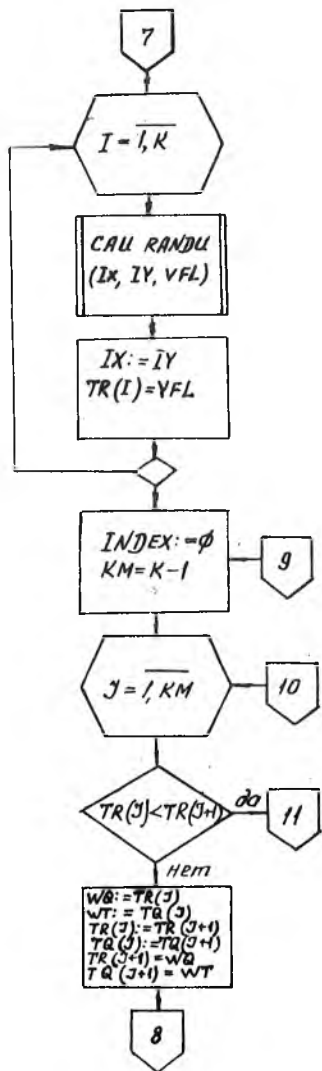 7
I = 1, K
CALL RANDU
(IX, IY, YFL)
IX: = IY
TR(I) = YFL
INDEX: = ϕ
KM = K - 1
9
J = 1, KM
10
TR(J) < TR(J+1)
да
11
нет
WQ: = TR(J)
WT: = TQ(J)
TR(J): = TR(J+1)
TQ(J): = TQ(J+1)
TR(J+1) = WQ
TQ(J+1) = WT
8